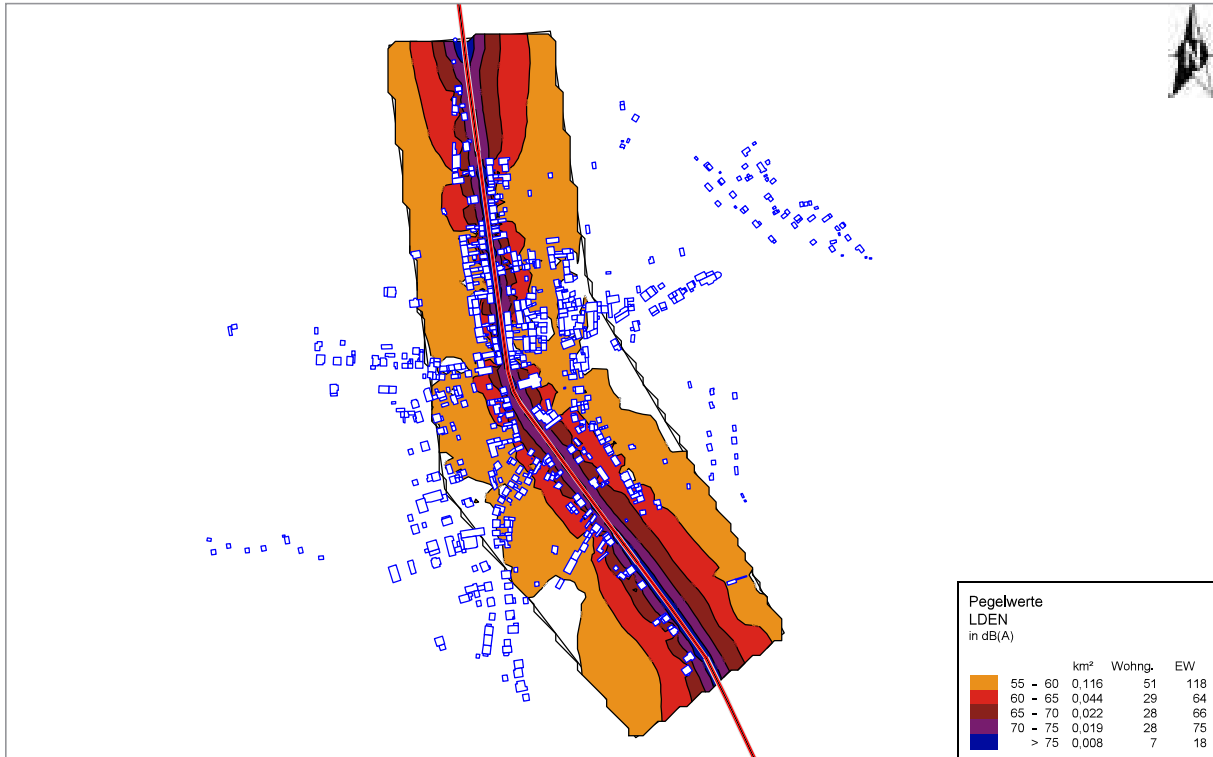 N
Pegelwerte
LDEN
in dB(A)
km² Wohng. EW
55 - 60 0,116 51 118
60 - 65 0,044 29 64
65 - 70 0,022 28 66
70 - 75 0,019 28 75
> 75 0,008 7 18